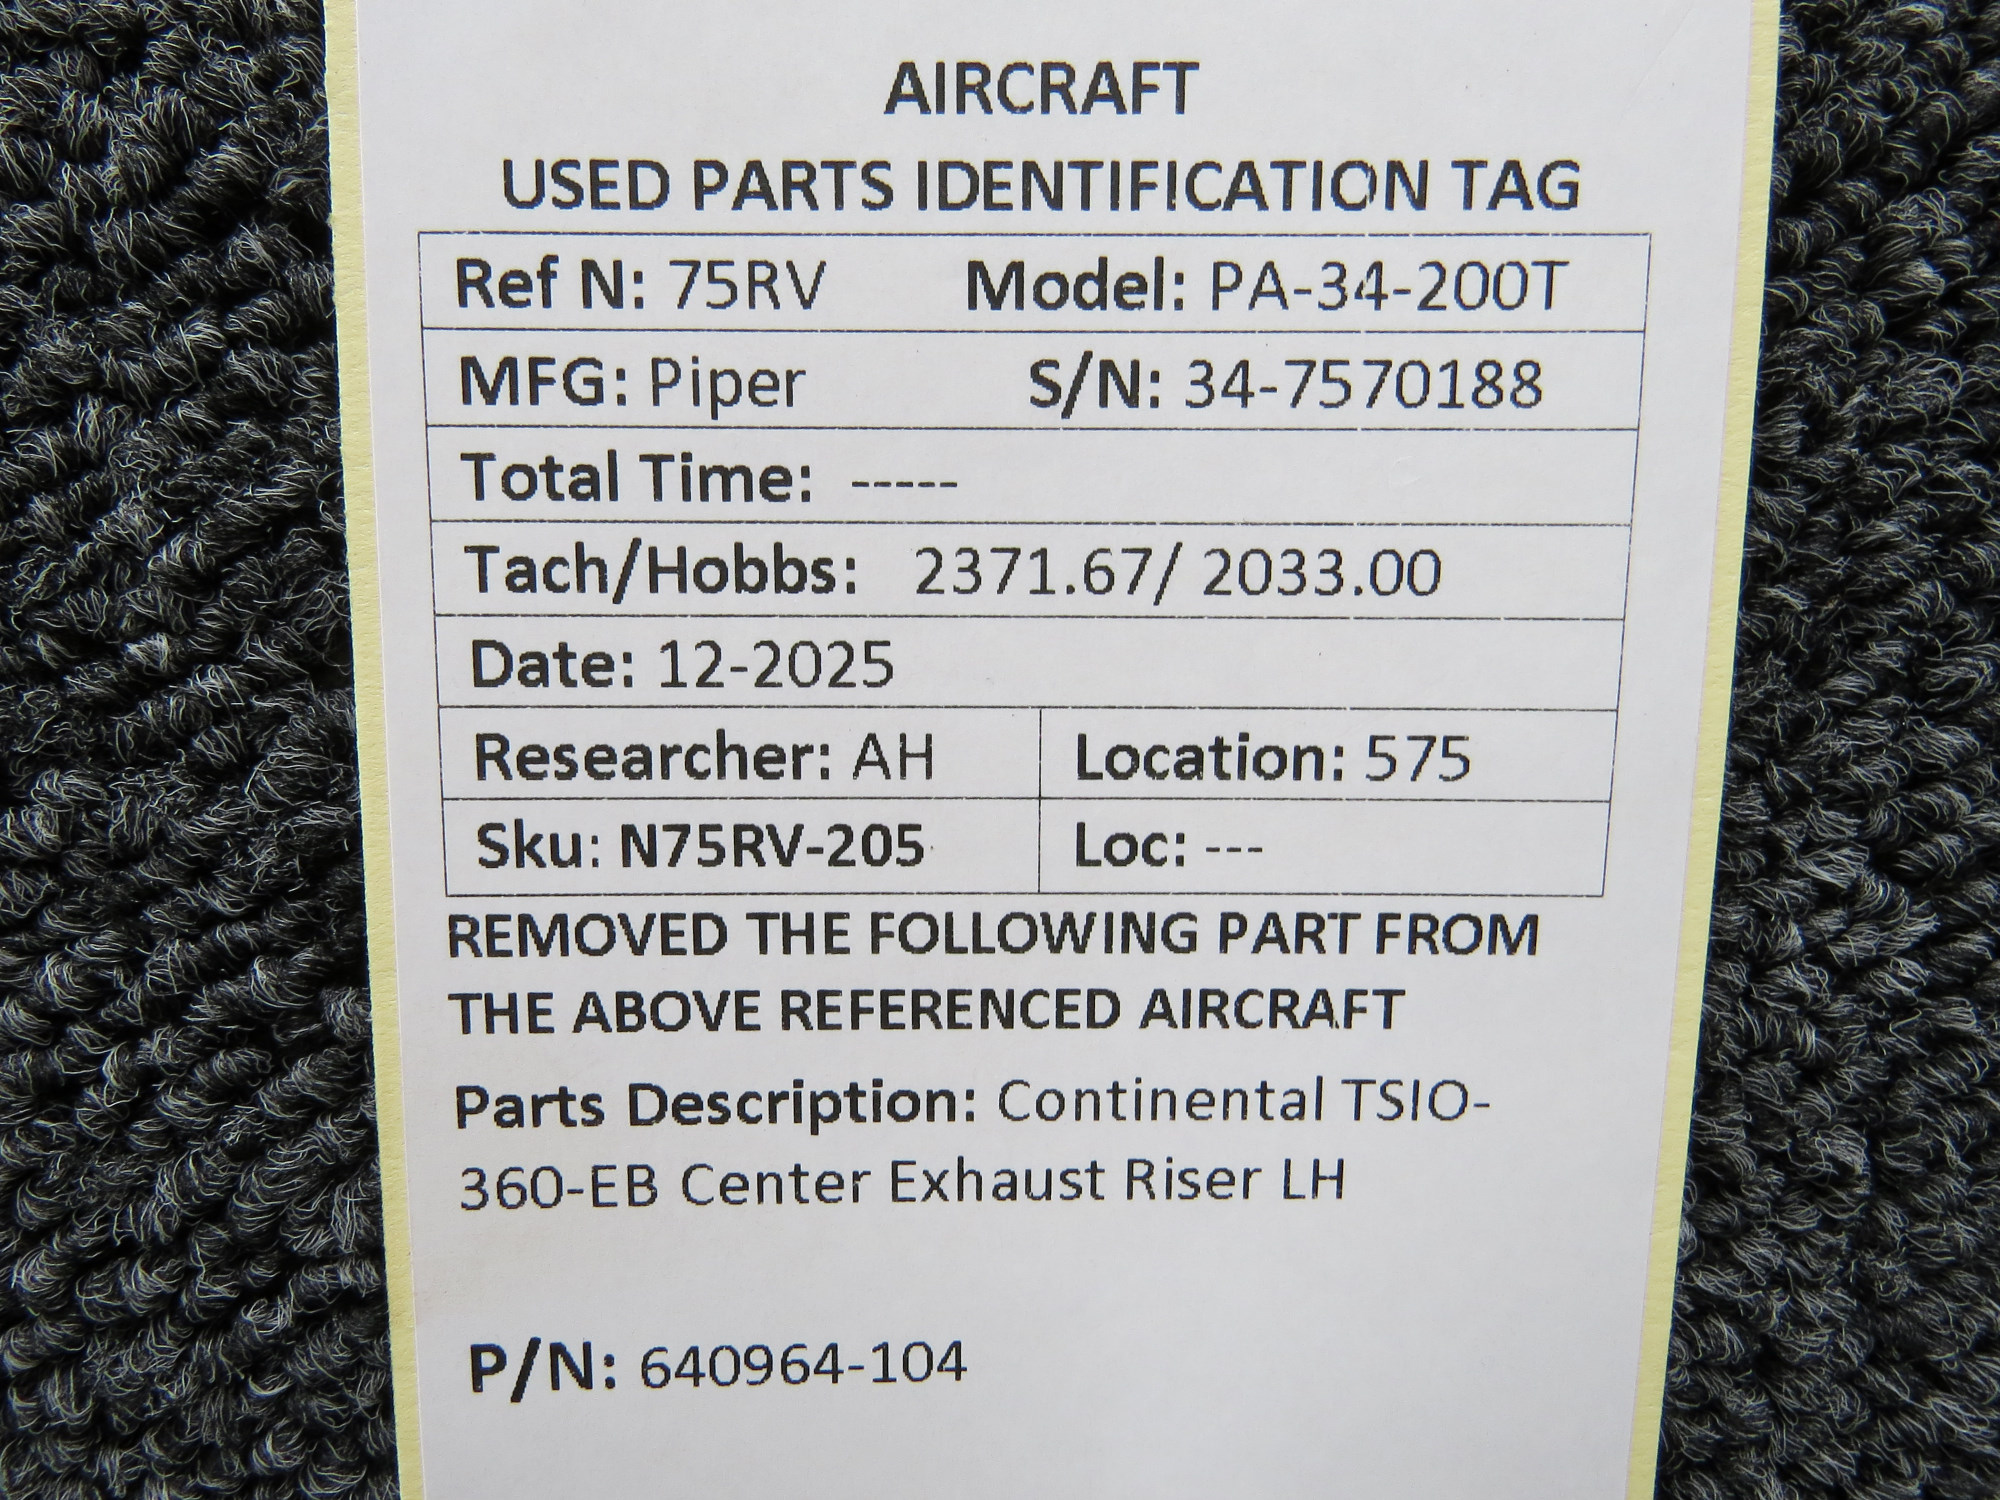 AIRCRAFT
USED PARTS IDENTIFICATION TAG
Ref N: 75RV Model: PA-34-200T
MFG: Piper S/N: 34-7570188
Total Time: -----
Tach/Hobbs: 2371.67/ 2033.00
Date: 12-2025
Researcher: AH Location: 575
Sku: N75RV-205 Loc: ---
REMOVED THE FOLLOWING PART FROM
THE ABOVE REFERENCED AIRCRAFT
Parts Description: Continental TSIO-
360-EB Center Exhaust Riser LH
P/N: 640964-104